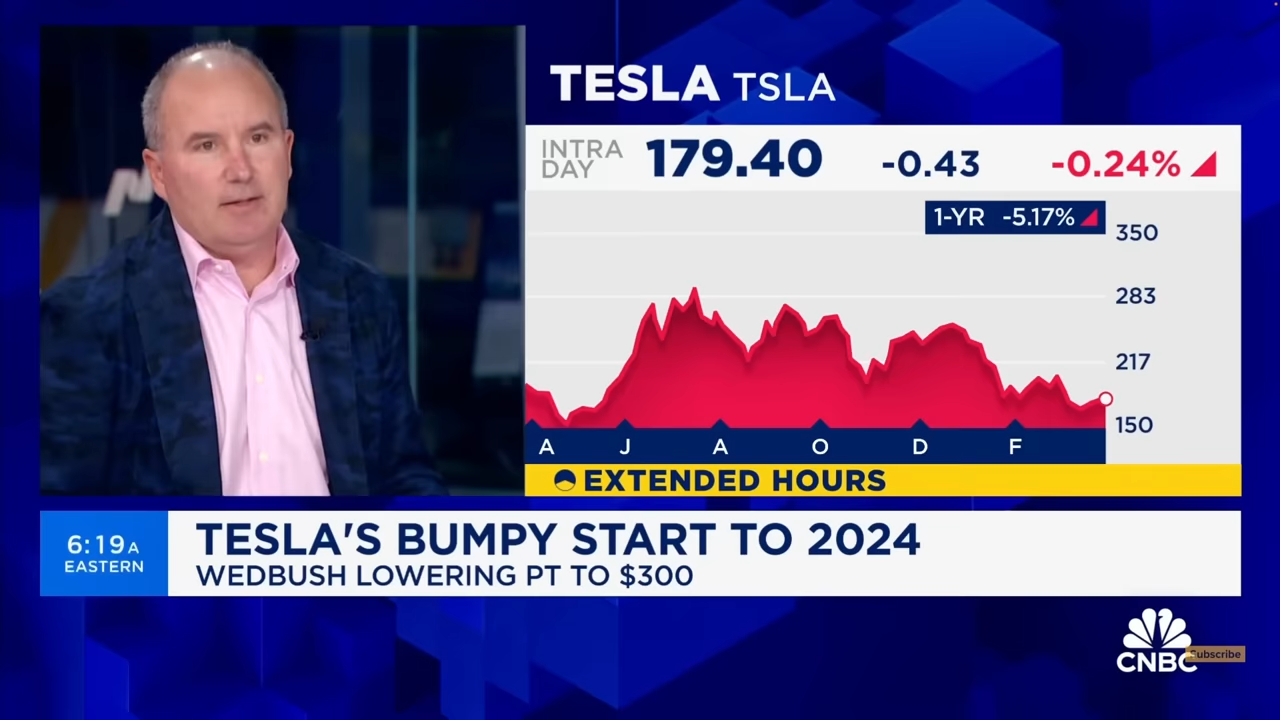 TESLA TSLA
INTRA DAY 179.40 -0.43 -0.24%
1-YR -5.17%
350
283
217
150
A J A O D F
EXTENDED HOURS
6:19A EASTERN
TESLA'S BUMPY START TO 2024
WEDBUSH LOWERING PT TO $300
CNBC
Subscribe